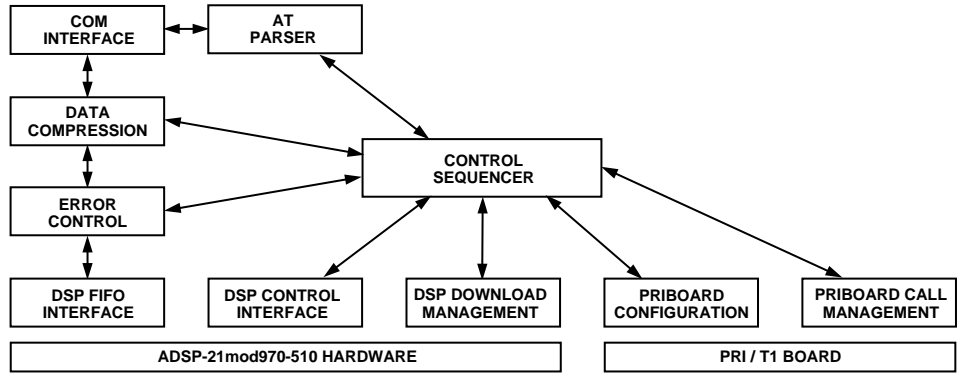 COM
INTERFACE
AT
PARSER
DATA
COMPRESSION
CONTROL
SEQUENCER
ERROR
CONTROL
DSP FIFO
INTERFACE
DSP CONTROL
INTERFACE
DSP DOWNLOAD
MANAGEMENT
PRIBOARD
CONFIGURATION
PRIBOARD CALL
MANAGEMENT
ADSP-21mod970-510 HARDWARE
PRI / T1 BOARD